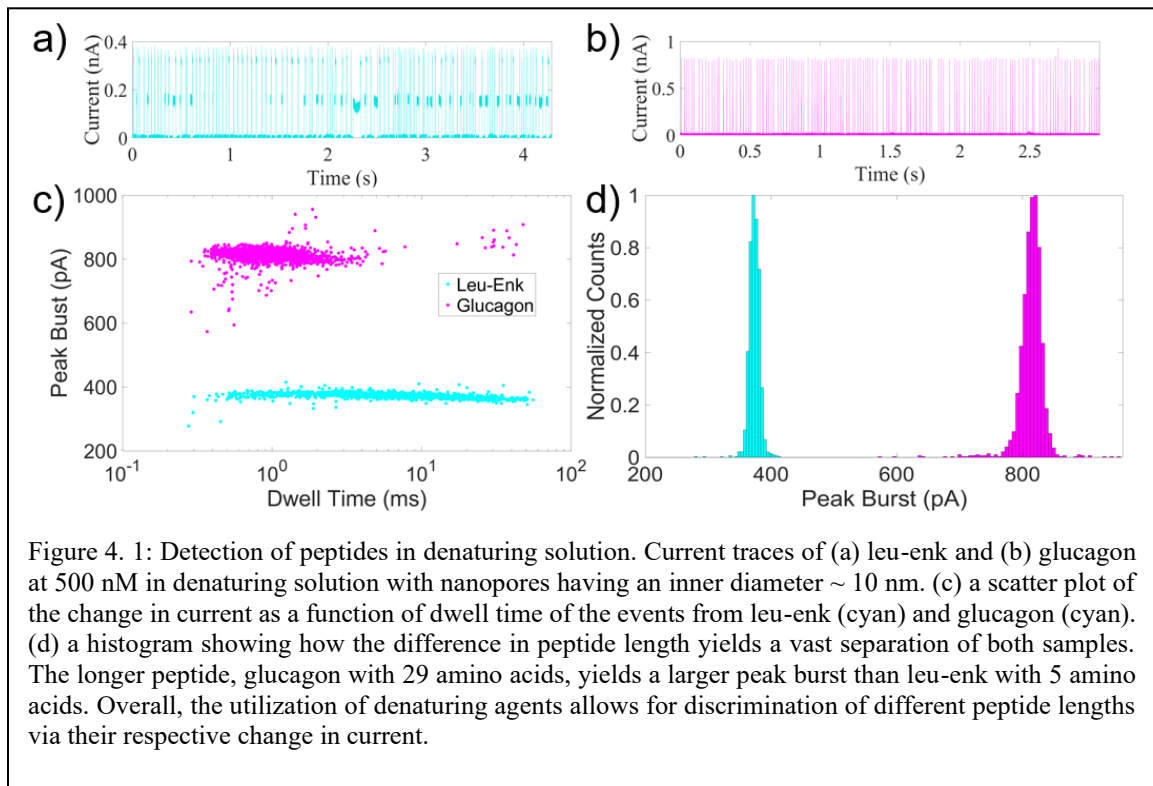 a)
0.4
0.2
0
Current (nA)
0 1 2 3 4
Time (s)
b)
1
0.5
0
Current (nA)
0 0.5 1 1.5 2 2.5
Time (s)
c)
1000
800
600
400
200
Peak Bust (pA)
Leu-Enk
Glucagon
10-1 100 101 102
Dwell Time (ms)
d)
1
0.8
0.6
0.4
0.2
0
Normalized Counts
200 400 600 800
Peak Burst (pA)
Figure 4. 1: Detection of peptides in denaturing solution. Current traces of (a) leu-enk and (b) glucagon
at 500 nM in denaturing solution with nanopores having an inner diameter ~ 10 nm. (c) a scatter plot of
the change in current as a function of dwell time of the events from leu-enk (cyan) and glucagon (cyan).
(d) a histogram showing how the difference in peptide length yields a vast separation of both samples.
The longer peptide, glucagon with 29 amino acids, yields a larger peak burst than leu-enk with 5 amino
acids. Overall, the utilization of denaturing agents allows for discrimination of different peptide lengths
via their respective change in current.